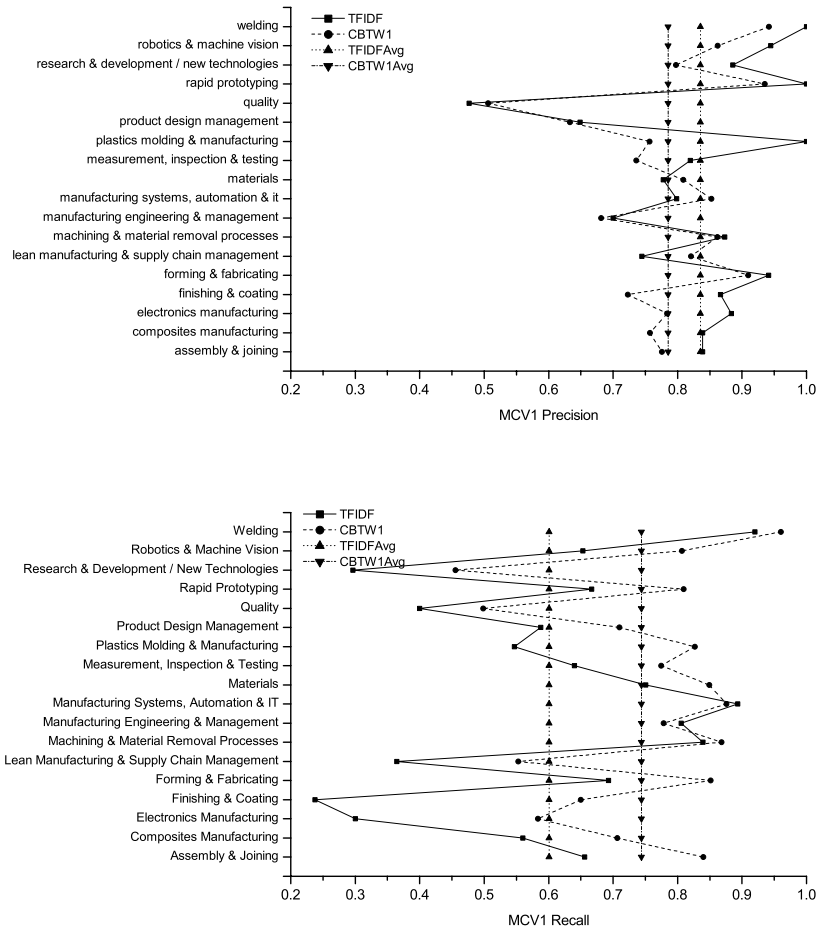 TFIDF
CBTW1
TFIDFAvg
CBTW1Avg
welding
robotics & machine vision
research & development / new technologies
rapid prototyping
quality
product design management
plastics molding & manufacturing
measurement, inspection & testing
materials
manufacturing systems, automation & it
manufacturing engineering & management
machining & material removal processes
lean manufacturing & supply chain management
forming & fabricating
finishing & coating
electronics manufacturing
composites manufacturing
assembly & joining
0.2 0.3 0.4 0.5 0.6 0.7 0.8 0.9 1.0
MCV1 Precision
TFIDF
CBTW1
TFIDFAvg
CBTW1Avg
Welding
Robotics & Machine Vision
Research & Development / New Technologies
Rapid Prototyping
Quality
Product Design Management
Plastics Molding & Manufacturing
Measurement, Inspection & Testing
Materials
Manufacturing Systems, Automation & IT
Manufacturing Engineering & Management
Machining & Material Removal Processes
Lean Manufacturing & Supply Chain Management
Forming & Fabricating
Finishing & Coating
Electronics Manufacturing
Composites Manufacturing
Assembly & Joining
0.2 0.3 0.4 0.5 0.6 0.7 0.8 0.9 1.0
MCV1 Recall